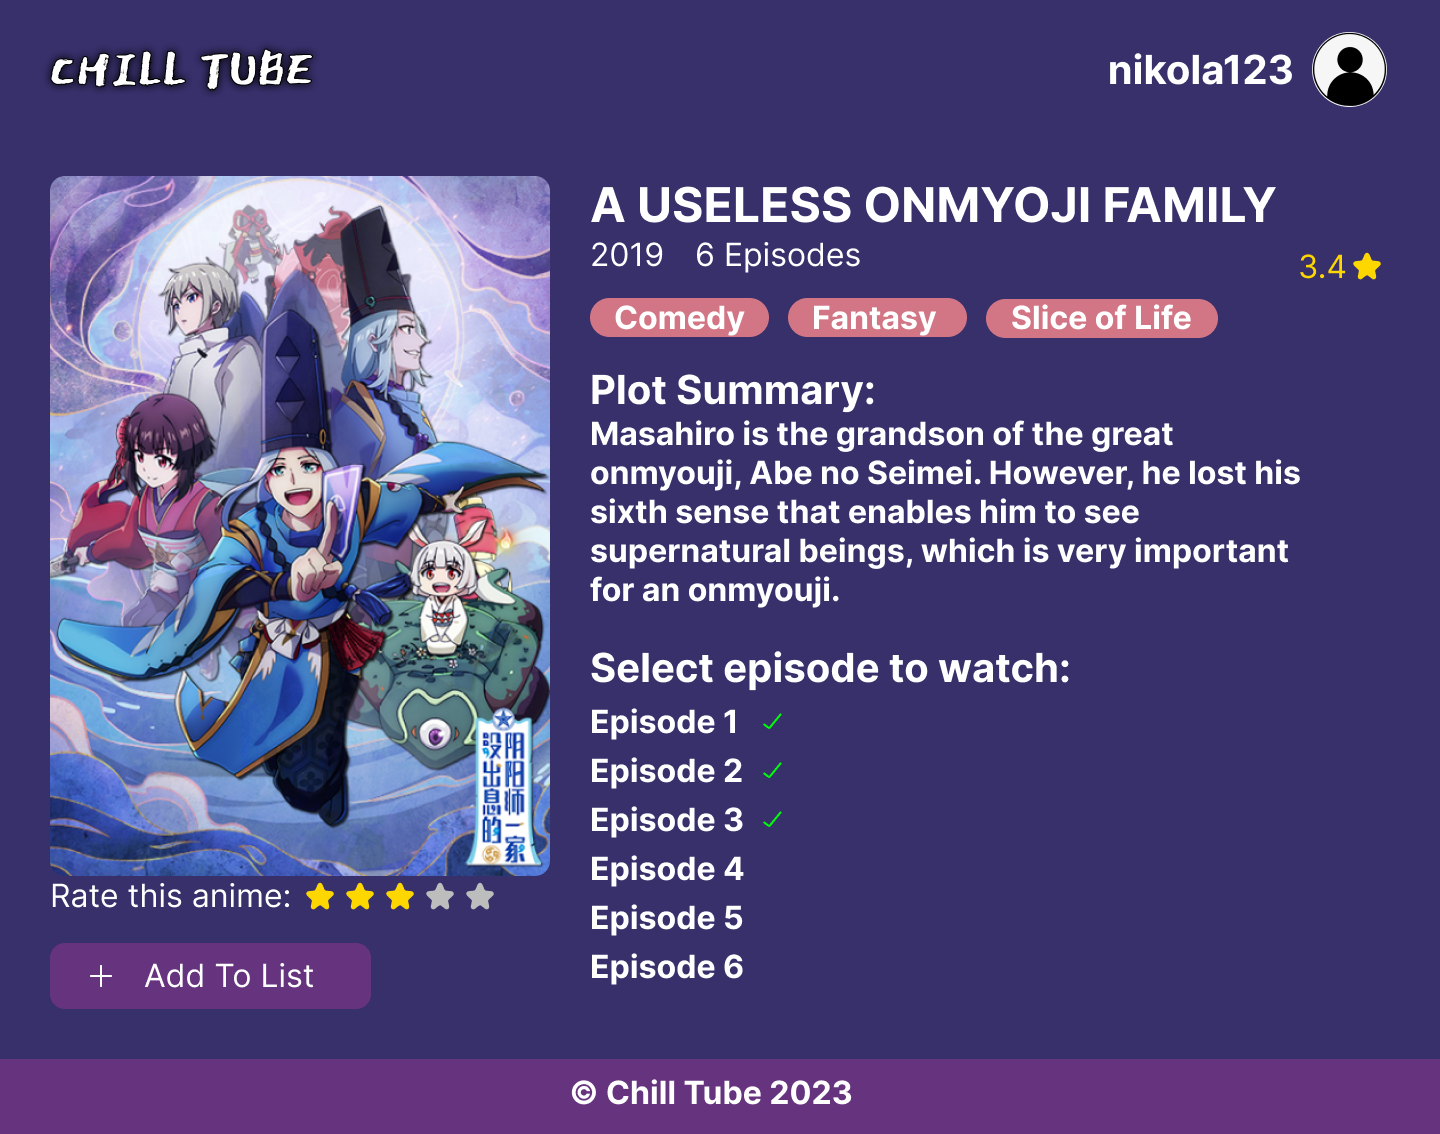 CHILL TUBE
nikola123
A USELESS ONMYOJI FAMILY
2019 6 Episodes
3.4
Comedy Fantasy Slice of Life
Plot Summary:
Masahiro is the grandson of the great
onmyouji, Abe no Seimei. However, he lost his
sixth sense that enables him to see
supernatural beings, which is very important
for an onmyouji.
Select episode to watch:
Episode 1
Episode 2
Episode 3
Episode 4
Episode 5
Episode 6
阴阳师一家
没出息的
Rate this anime:
Add To List
© Chill Tube 2023